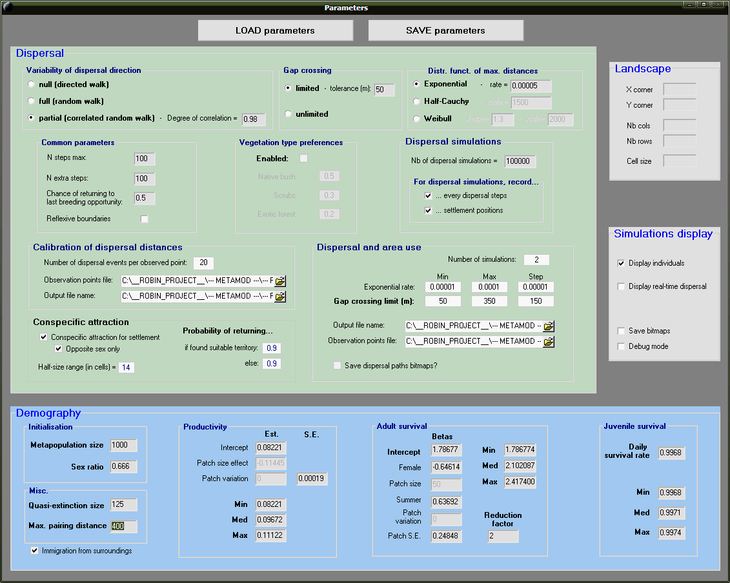 Parameters
LOAD parameters
SAVE parameters
Dispersal
Variability of dispersal direction
null (directed walk)
full (random walk)
partial (correlated random walk) - Degree of correlation = 0.98
Gap crossing
limited - tolerance (m): 50
unlimited
Distr. funct. of max. distances
Exponential - rate = 0.00005
Half-Cauchy 1500
Weibull 1.3 2000
Common parameters
N steps max: 100
N extra steps: 100
Chance of returning to
last breeding opportunity: 0.5
Reflexive boundaries
Vegetation type preferences
Enabled:
Native bush: 0.5
Scrubs: 0.3
Exotic forest: 0.2
Dispersal simulations
Nb of dispersal simulations = 100000
For dispersal simulations, record...
... every dispersal steps
... settlement positions
Calibration of dispersal distances
Number of dispersal events per observed point: 20
Observation points file: C:\__ROBIN_PROJECT__\--- METAMOD ---\--- F
Output file name: C:\__ROBIN_PROJECT__\--- METAMOD ---\--- F
Conspecific attraction
Conspecific attraction for settlement
Opposite sex only
Half-size range (in cells) = 14
Probability of returning...
if found suitable territory: 0.9
else: 0.9
Dispersal and area use
Number of simulations: 2
Min Max Step
Exponential rate: 0.00001 0.0001 0.00001
Gap crossing limit (m): 50 350 150
Output file name: C:\__ROBIN_PROJECT__\--- METAMOD --
Observation points file: C:\__ROBIN_PROJECT__\--- METAMOD --
Save dispersal paths bitmaps?
Landscape
X corner
Y corner
Nb cols
Nb rows
Cell size
Simulations display
Display individuals
Display real-time dispersal
Save bitmaps
Debug mode
Demography
Initialisation
Metapopulation size 1000
Sex ratio 0.666
Misc.
Quasi-extinction size 125
Max. pairing distance 400
Immigration from surroundings
Productivity
Est. S.E.
Intercept 0.08221
Patch size effect -0.11445
Patch variation 0 0.00019
Min 0.08221
Med 0.09672
Max 0.11122
Adult survival
Betas
Intercept 1.78677
Female -0.64614
Patch size 50
Summer 0.63692
Patch
variation 0
Patch S.E. 0.24848
Min 1.786774
Med 2.102087
Max 2.417400
Reduction
factor
2
Juvenile survival
Daily
survival rate 0.9968
Min 0.9968
Med 0.9971
Max 0.9974